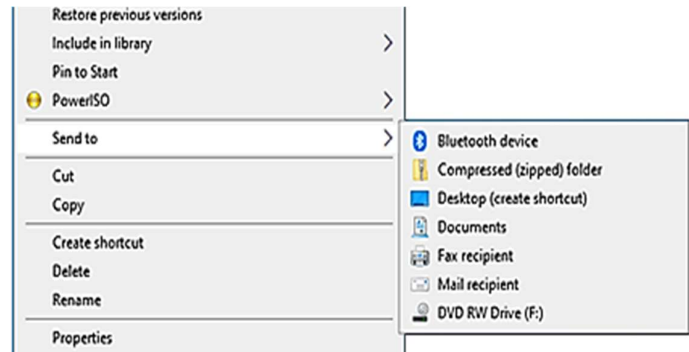 Restore previous versions
Include in library
Pin to Start
PowerISO
Send to
Cut
Copy
Create shortcut
Delete
Rename
Properties
Bluetooth device
Compressed (zipped) folder
Desktop (create shortcut)
Documents
Fax recipient
Mail recipient
DVD RW Drive (F:)